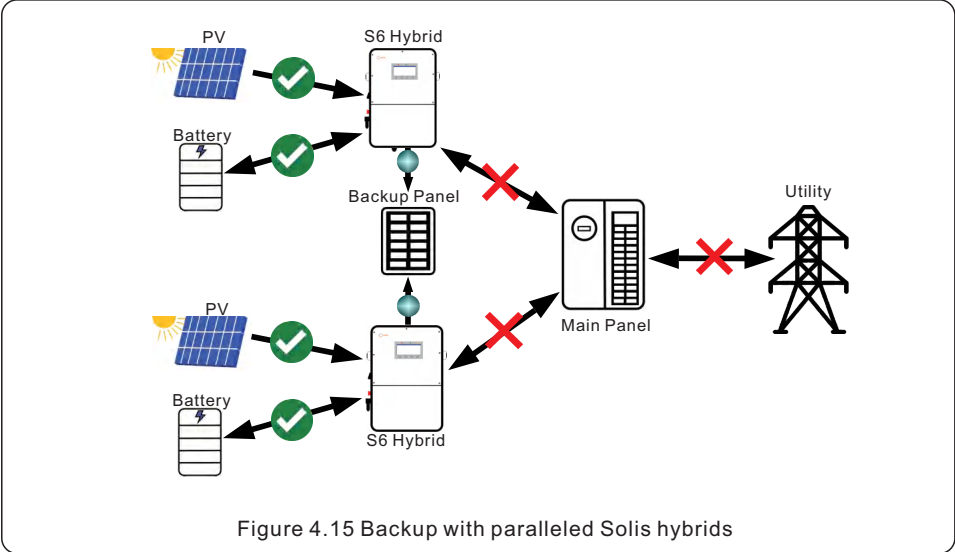 PV
S6 Hybrid
Battery
Backup Panel
Utility
Main Panel
PV
Battery
S6 Hybrid
Figure 4.15 Backup with paralleled Solis hybrids